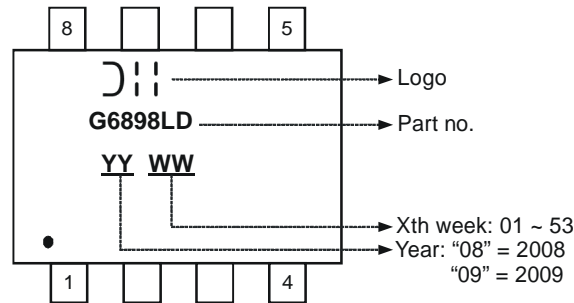 8 5
Logo
G6898LD Part no.
YY WW
Xth week: 01 ~ 53
Year: “08” = 2008
“09” = 2009
1 4